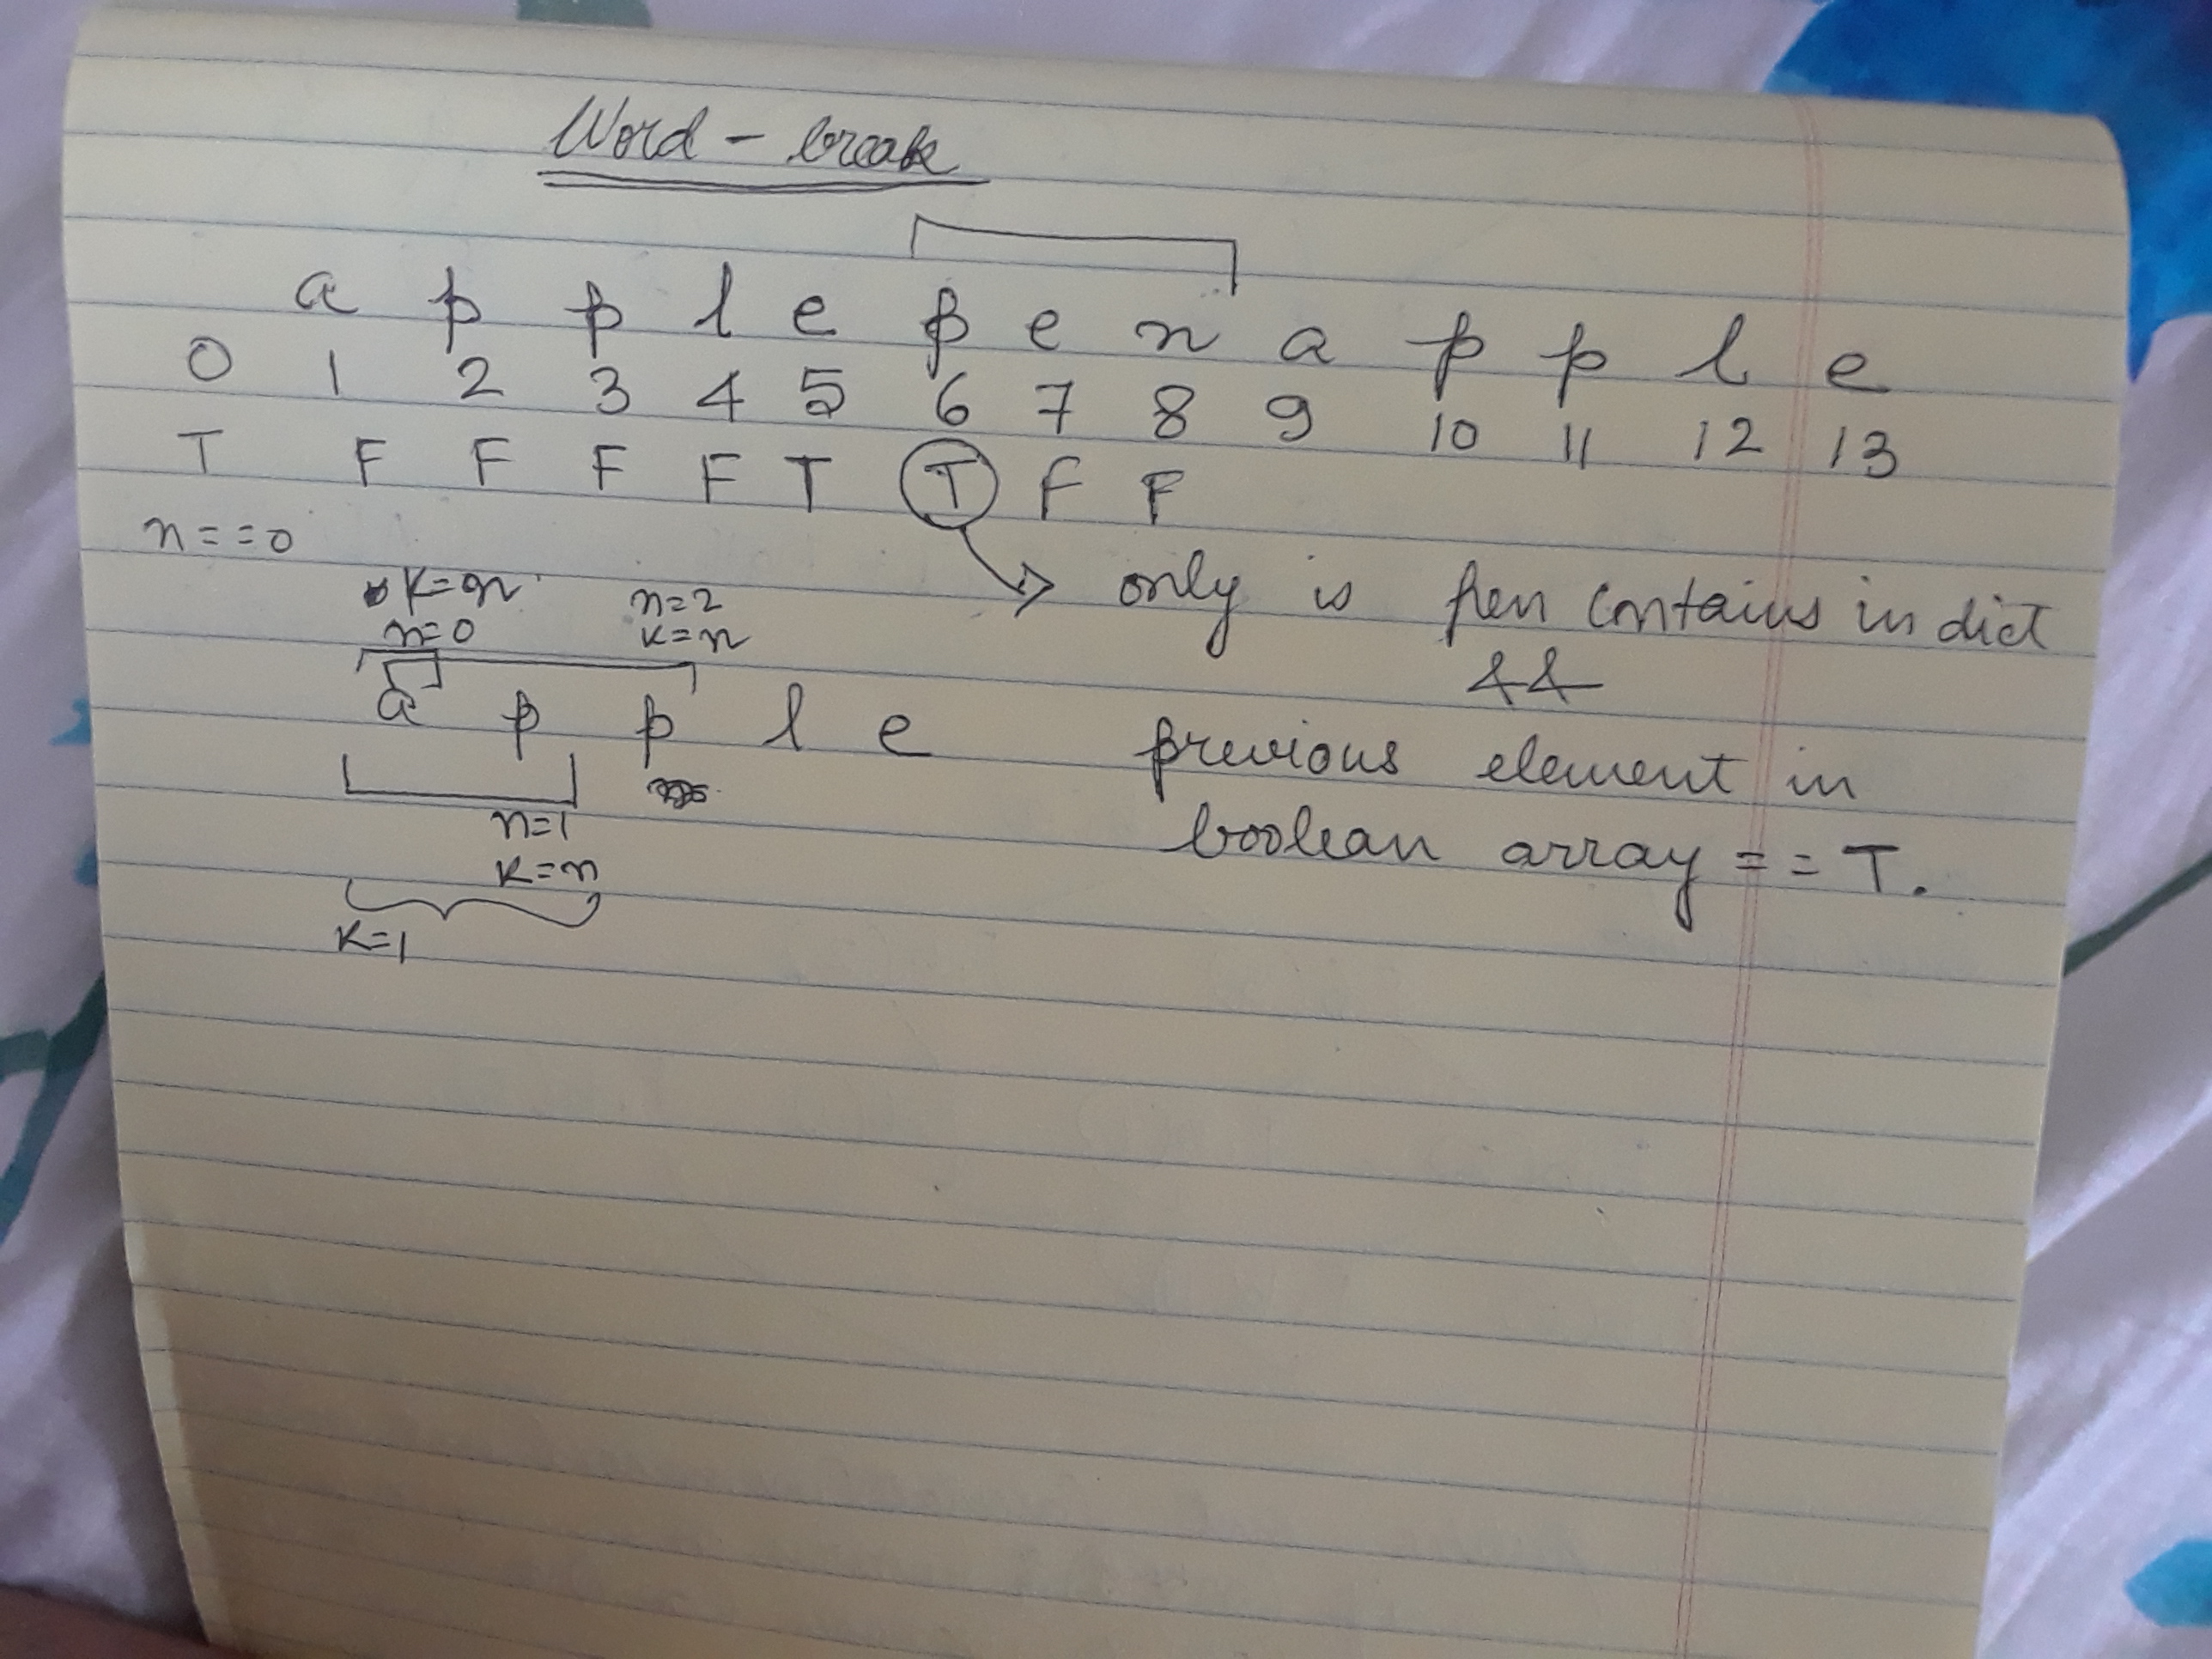 Word - break
a p p l e p e n a p p l e
0 1 2 3 4 5 6 7 8 9 10 11 12 13
T F F F F T T F F
n==0
only is pen contains in dict
&&
previous element in
boolean array == T.
K=n
n=0
n=2
K=n
a p p l e
n=1
K=n
K=1